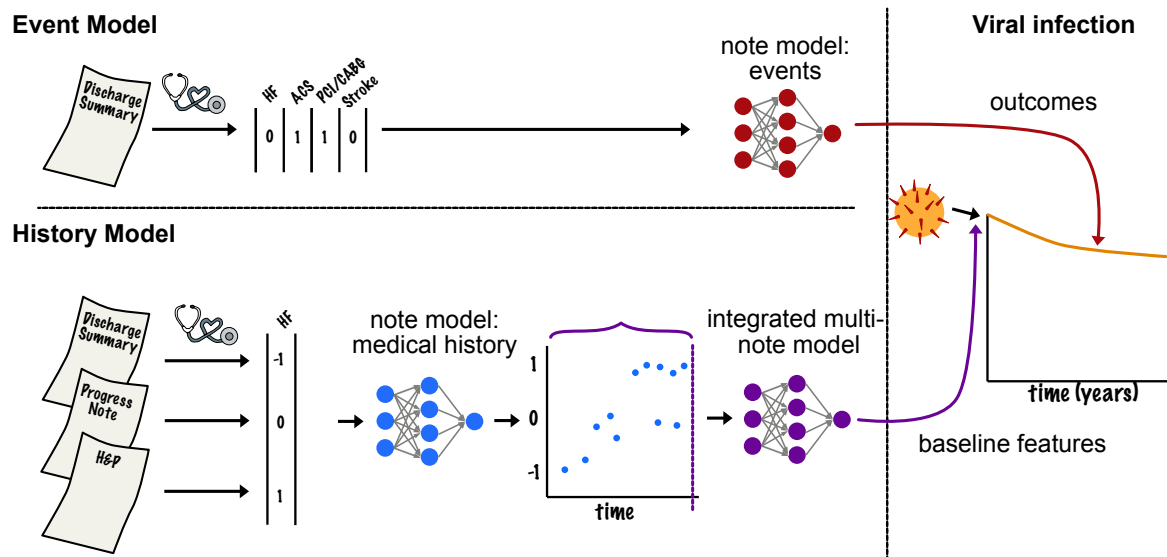 Event Model
Discharge
Summary
HF
ACS
PCI/CABG
Stroke
0
1
1
0
note model:
events
Viral infection
outcomes
History Model
Discharge
Summary
Progress
Note
H&P
HF
-1
0
1
note model:
medical history
1
0
-1
time
integrated multi-
note model
time (years)
baseline features